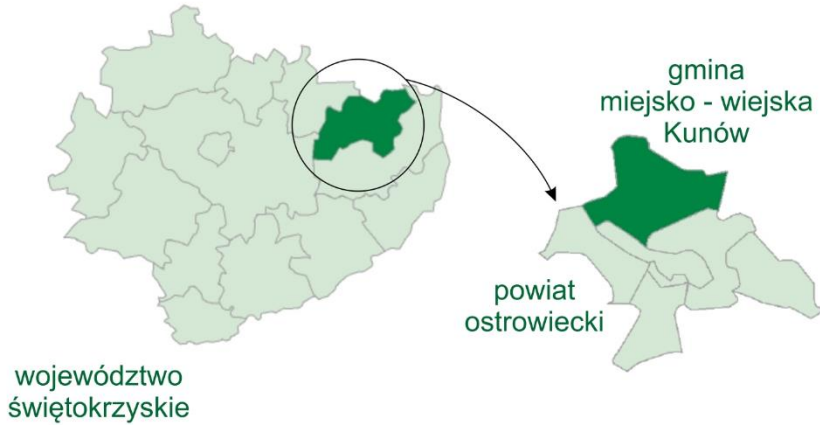 gmina
miejsko - wiejska
Kunów
powiat
ostrowiecki
województwo
świętokrzyskie